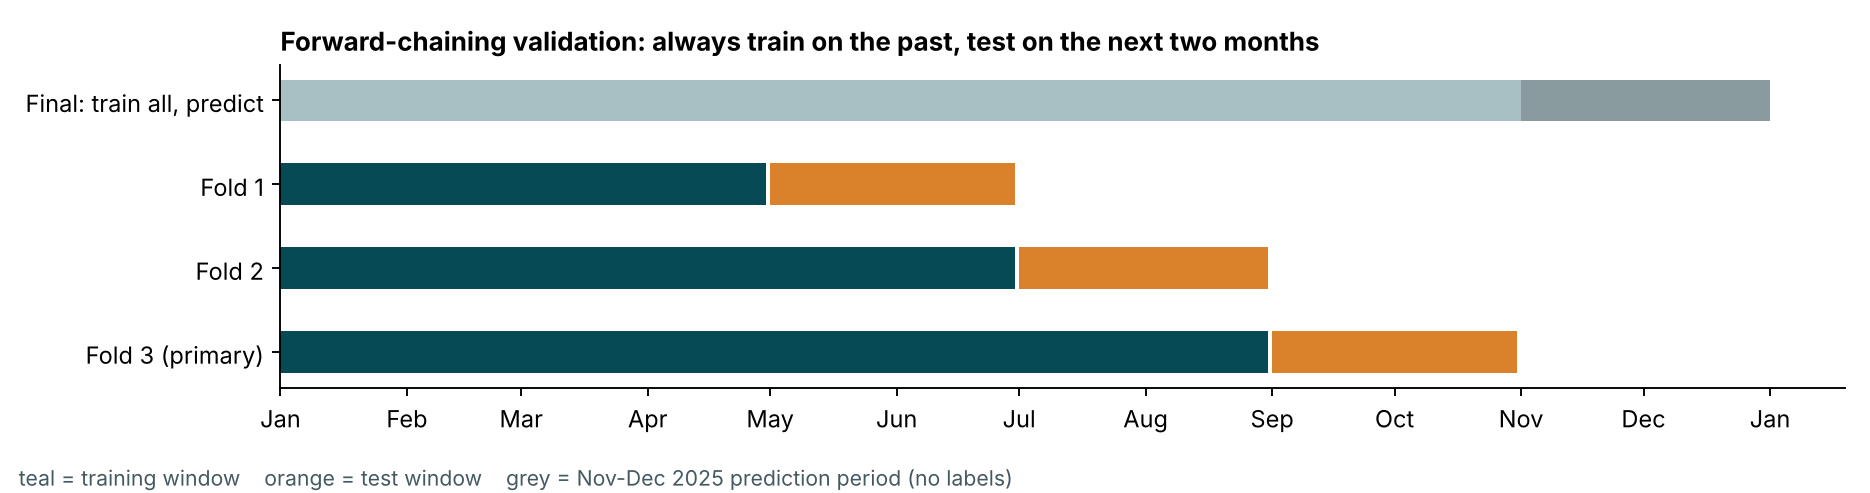 Forward-chaining validation: always train on the past, test on the next two months
Final: train all, predict
Fold 1
Fold 2
Fold 3 (primary)
Jan Feb Mar Apr May Jun Jul Aug Sep Oct Nov Dec Jan
teal = training window orange = test window grey = Nov-Dec 2025 prediction period (no labels)